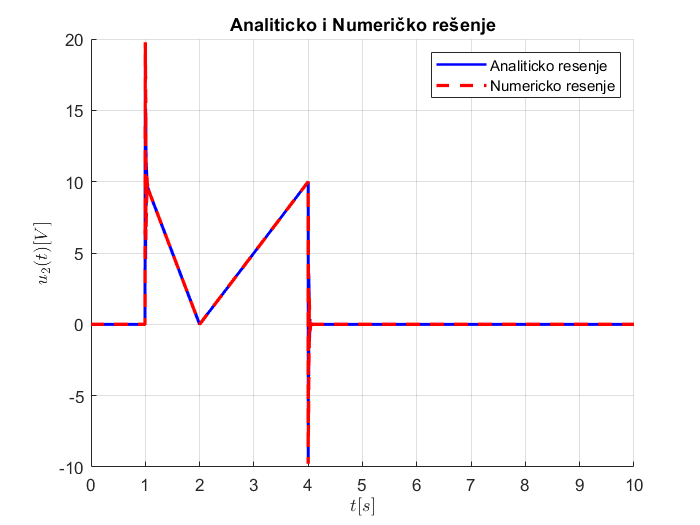 Analiticko i Numeričko rešenje
Analiticko resenje
Numericko resenje
20
15
10
5
0
-5
-10
u₂(t)[V]
0 1 2 3 4 5 6 7 8 9 10
t[s]